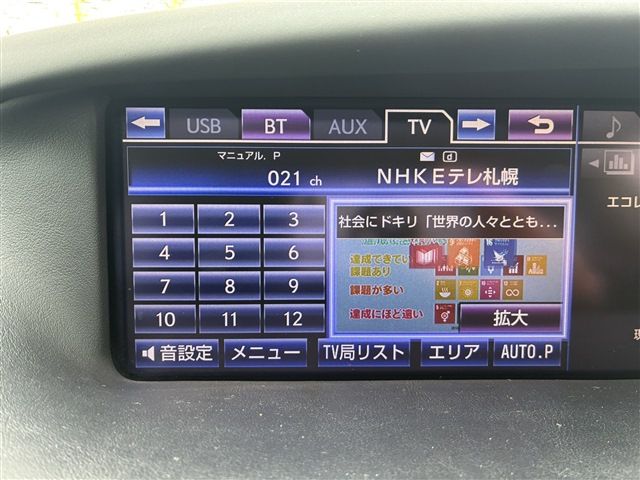 USB BT AUX TV
マニュアル. P
021 ch NHKEテレ札幌
1 2 3
4 5 6
7 8 9
10 11 12
社会にドキリ「世界の人々ととも...
達成できてい
課題あり
課題が多い
達成にほど遠い
拡大
音設定 メニュー TV局リスト エリア AUTO.P
エコレ
現